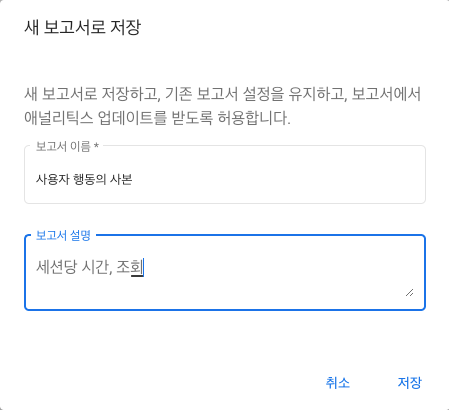 새 보고서로 저장
새 보고서로 저장하고, 기존 보고서 설정을 유지하고, 보고서에서
애널리틱스 업데이트를 받도록 허용합니다.
보고서 이름 *
사용자 행동의 사본
보고서 설명
세션당 시간, 조회
취소 저장